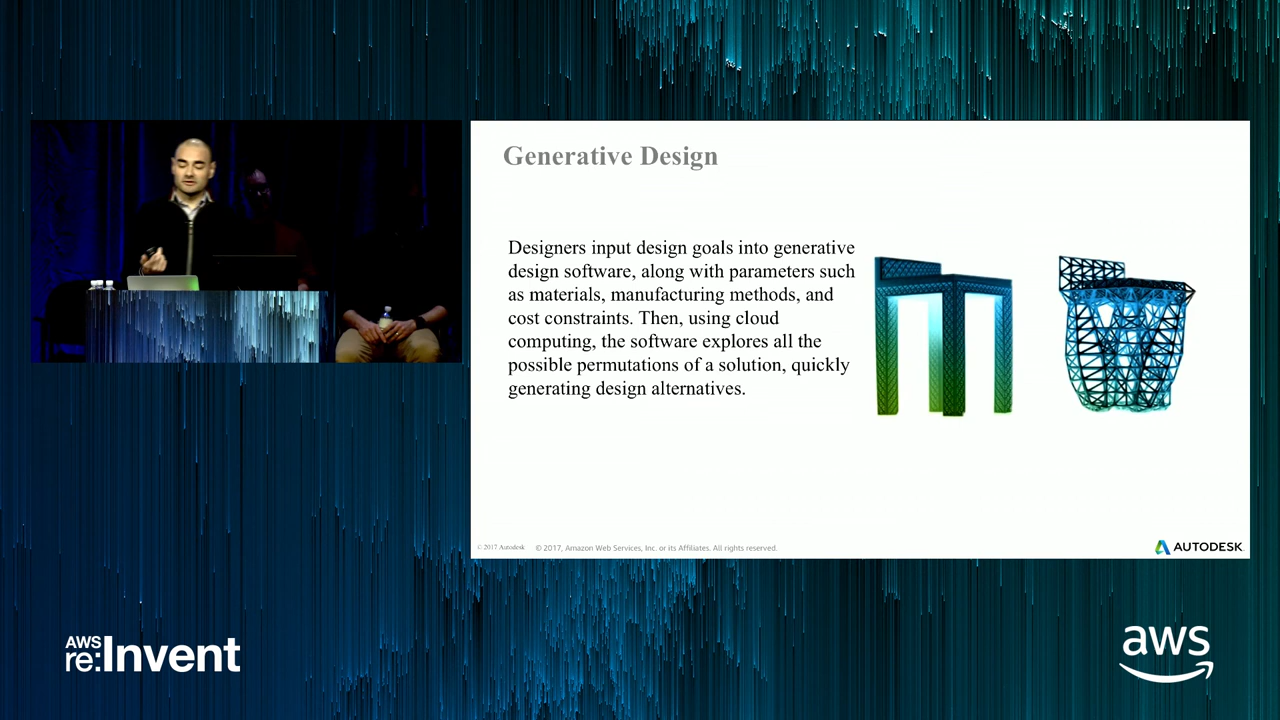 Generative Design
Designers input design goals into generative
design software, along with parameters such
as materials, manufacturing methods, and
cost constraints. Then, using cloud
computing, the software explores all the
possible permutations of a solution, quickly
generating design alternatives.
© 2017 Autodesk
© 2017, Amazon Web Services, Inc. or its Affiliates. All rights reserved.
AUTODESK
AWS
re:Invent
aws